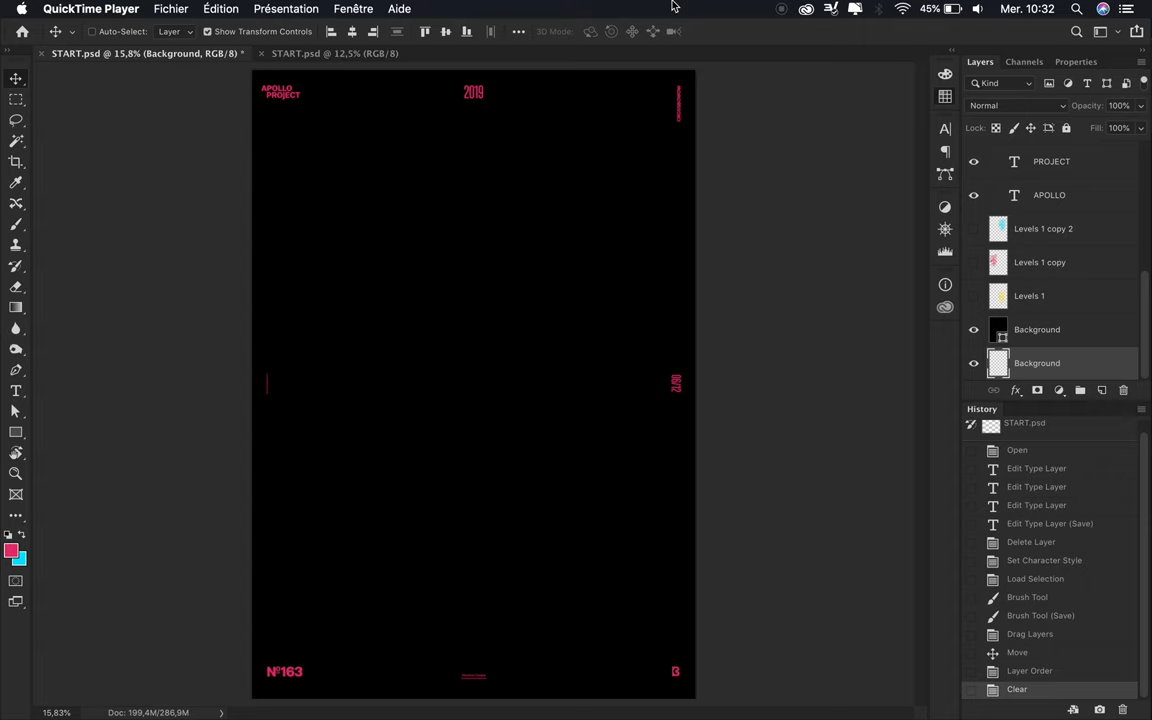 QuickTime Player Fichier Édition Présentation Fenêtre Aide 45% Mer. 10:32
Auto-Select: Layer Show Transform Controls 3D Mode:
START.psd @ 15,8% (Background, RGB/8) * START.psd @ 12,5% (RGB/8)
APOLLO
PROJECT
2019
06/12
Nº163
B
Layers Channels Properties
Kind
Normal Opacity: 100%
Lock: Fill: 100%
T PROJECT
T APOLLO
Levels 1 copy 2
Levels 1 copy
Levels 1
Background
Background
fx
History
START.psd
Open
Edit Type Layer
Edit Type Layer
Edit Type Layer
Edit Type Layer (Save)
Delete Layer
Set Character Style
Load Selection
Brush Tool
Brush Tool (Save)
Drag Layers
Move
Layer Order
Clear
15,83% Doc: 199,4M/286,9M